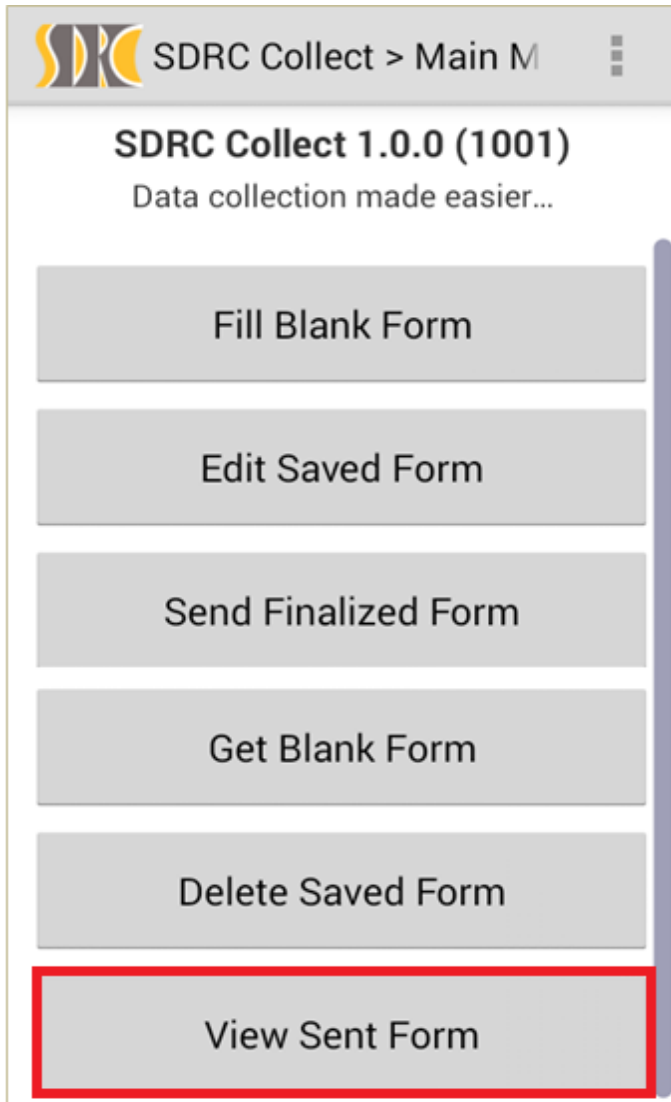 SDRC SDRC Collect > Main M
SDRC Collect 1.0.0 (1001)
Data collection made easier...
Fill Blank Form
Edit Saved Form
Send Finalized Form
Get Blank Form
Delete Saved Form
View Sent Form